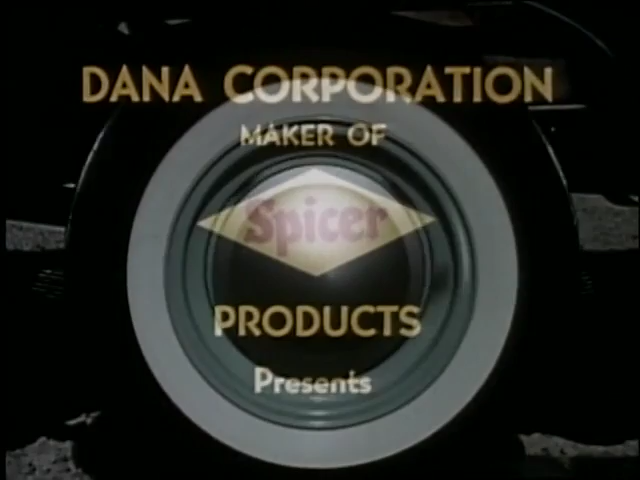 DANA CORPORATION
MAKER OF
Spicer
PRODUCTS
Presents